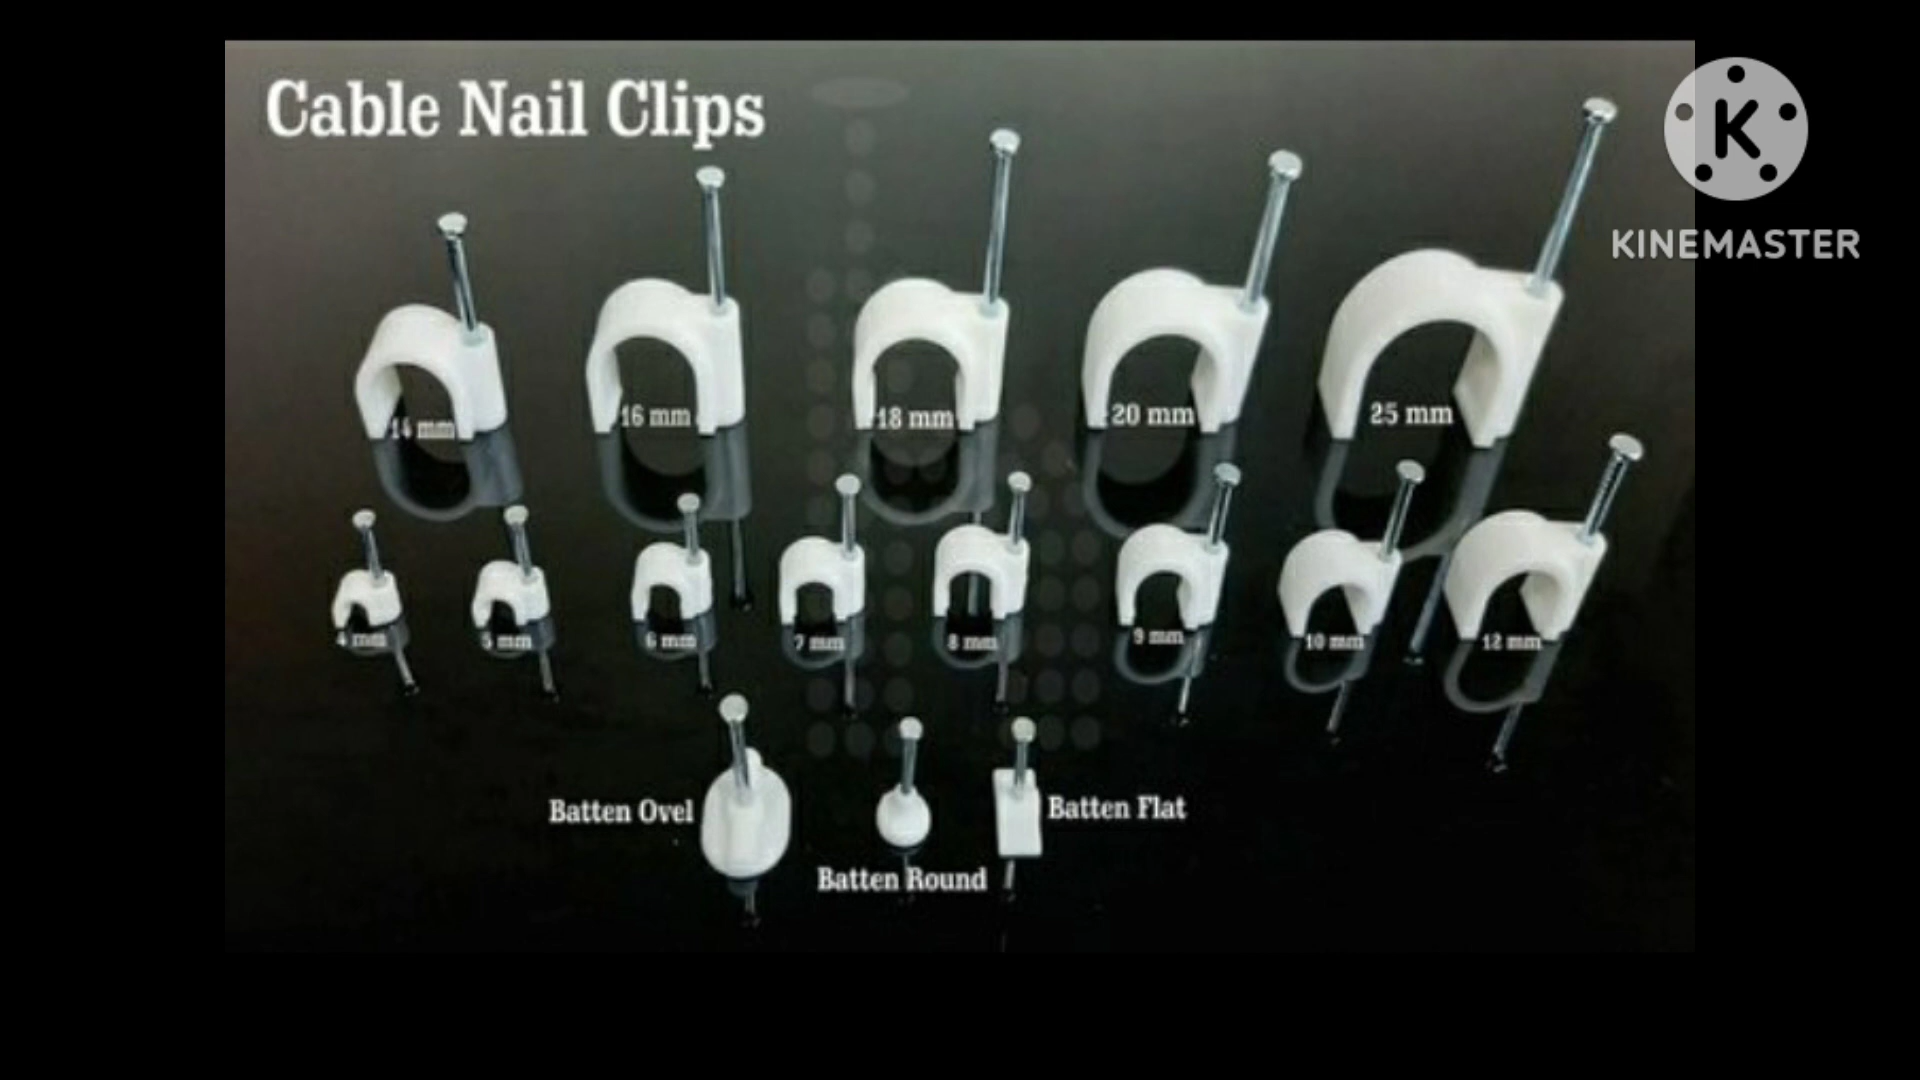 Cable Nail Clips
K
KINEMASTER
14 mm
16 mm
18 mm
20 mm
25 mm
4 mm
5 mm
6 mm
7 mm
8 mm
9 mm
10 mm
12 mm
Batten Ovel
Batten Flat
Batten Round